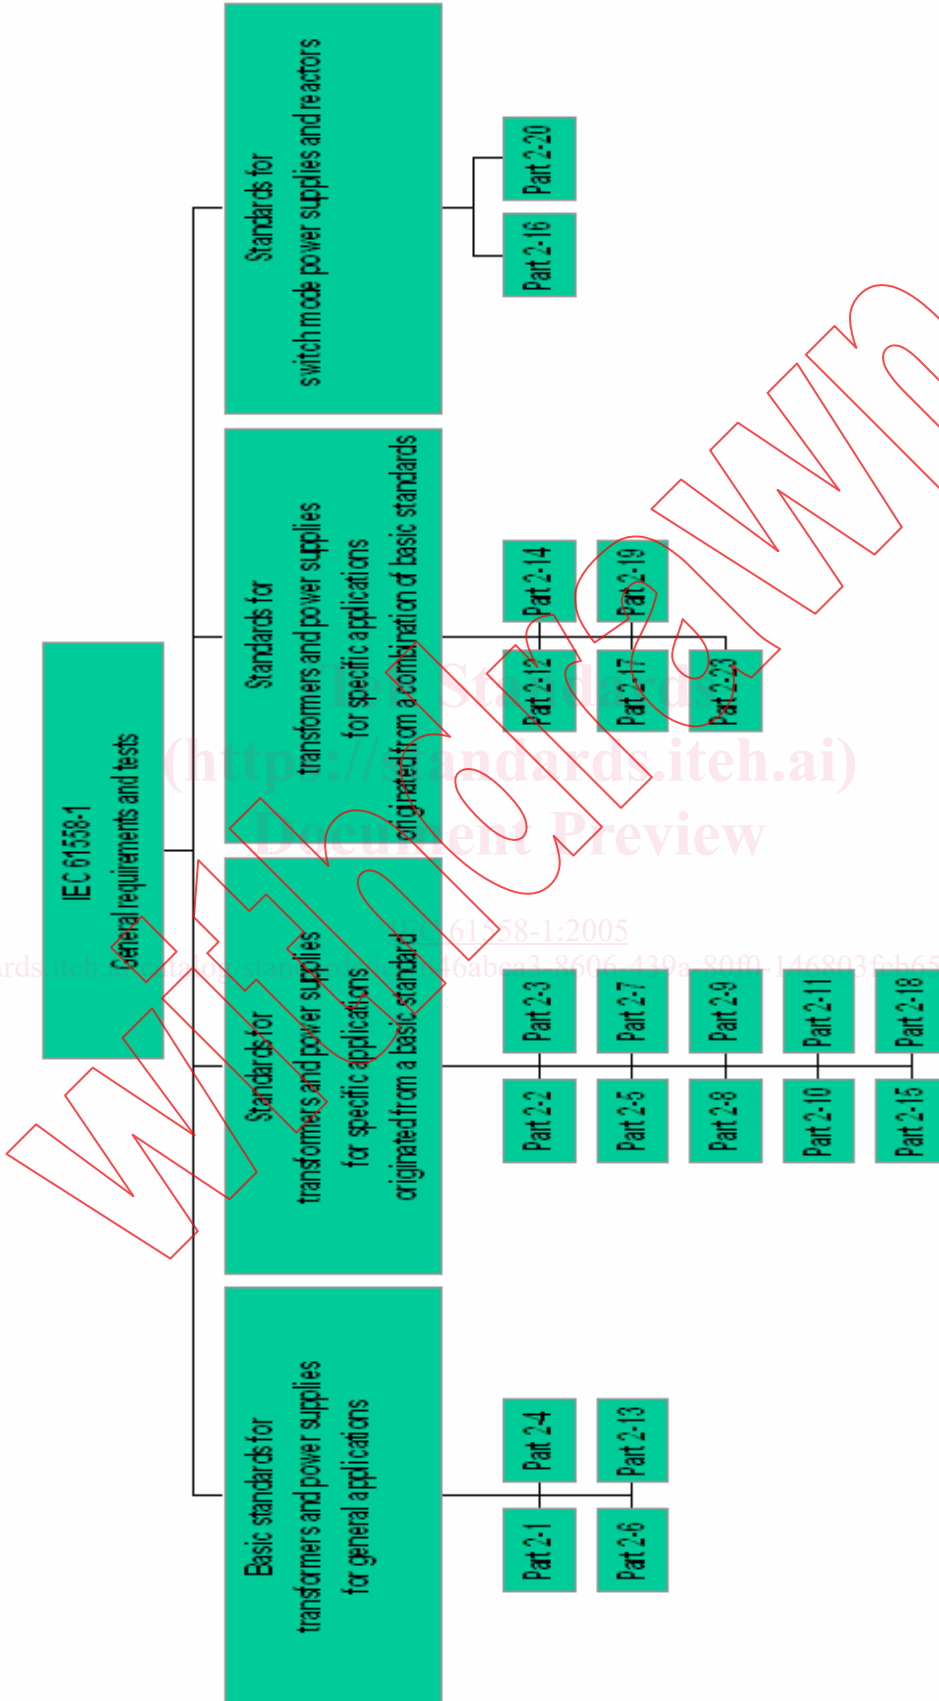 IEC 61558-1
General requirements and tests
Basic standards for
transformers and power supplies
for general applications
Part 2-1
Part 2-4
Part 2-6
Part 2-13
Standards for
transformers and power supplies
for specific applications
originated from a basic standard
Part 2-2
Part 2-3
Part 2-5
Part 2-7
Part 2-8
Part 2-9
Part 2-10
Part 2-11
Part 2-15
Part 2-18
Standards for
transformers and power supplies
for specific applications
originated from a combination of basic standards
Part 2-12
Part 2-14
Part 2-17
Part 2-19
Part 2-23
Standards for
switch mode power supplies and reactors
Part 2-16
Part 2-20
iTeh Standards
(https://standards.iteh.ai)
Document Preview
IEC 61558-1:2005